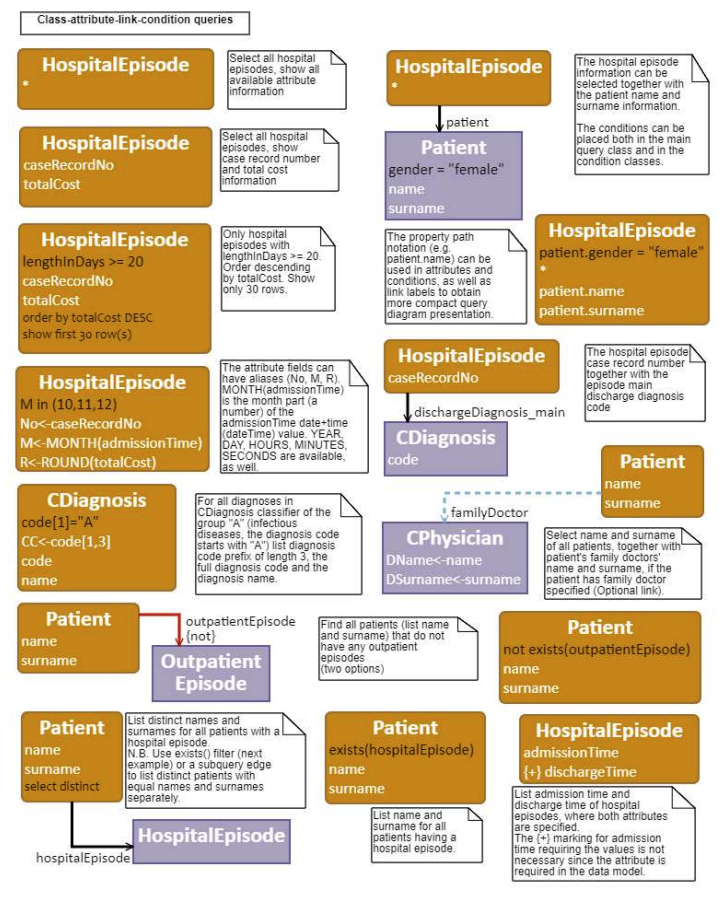 Class-attribute-link-condition queries
HospitalEpisode
*
Select all hospital
episodes, show all
available attribute
information
HospitalEpisode
*
patient
Patient
gender = "female"
name
surname
The hospital episode
information can be
selected together with
the patient name and
surname information.
The conditions can be
placed both in the main
query class and in the
condition classes.
HospitalEpisode
caseRecordNo
totalCost
Select all hospital
episodes, show
case record number
and total cost
information
HospitalEpisode
lengthInDays >= 20
caseRecordNo
totalCost
order by totalCost DESC
show first 30 row(s)
Only hospital
episodes with
lengthInDays >= 20.
Order descending
by totalCost. Show
only 30 rows.
The property path
notation (e.g.
patient.name) can be
used in attributes and
conditions, as well as
link labels to obtain
more compact query
diagram presentation.
HospitalEpisode
patient.gender = "female"
*
patient.name
patient.surname
HospitalEpisode
M in (10,11,12)
No<-caseRecordNo
M<-MONTH(admissionTime)
R<-ROUND(totalCost)
The attribute fields can
have aliases (No, M, R).
MONTH(admissionTime)
is the month part (a
number) of the
admissionTime date+time
(dateTime) value. YEAR,
DAY, HOURS, MINUTES,
SECONDS are available,
as well.
HospitalEpisode
caseRecordNo
dischargeDiagnosis_main
CDiagnosis
code
The hospital episode
case record number
together with the
episode main
discharge diagnosis
code
CDiagnosis
code[1]="A"
CC<-code[1,3]
code
name
For all diagnoses in
CDiagnosis classifier of the
group "A" (infectious
diseases, the diagnosis code
starts with "A") list diagnosis
code prefix of length 3, the
full diagnosis code and the
diagnosis name.
Patient
name
surname
familyDoctor
CPhysician
DName<-name
DSurname<-surname
Select name and surname
of all patients, together with
patient's family doctors'
name and surname, if the
patient has family doctor
specified (Optional link).
Patient
name
surname
outpatientEpisode
{not}
Outpatient
Episode
Find all patients (list name
and surname) that do not
have any outpatient
episodes
(two options)
Patient
not exists(outpatientEpisode)
name
surname
Patient
name
surname
select distinct
hospitalEpisode
HospitalEpisode
List distinct names and
surnames for all patients with a
hospital episode.
N.B. Use exists() filter (next
example) or a subquery edge
to list distinct patients with
equal names and surnames
separately.
Patient
exists(hospitalEpisode)
name
surname
List name and
surname for all
patients having a
hospital episode.
HospitalEpisode
admissionTime
{+} dischargeTime
List admission time and
discharge time of hospital
episodes, where both attributes
are specified.
The {+} marking for admission
time requiring the values is not
necessary since the attribute is
required in the data model.